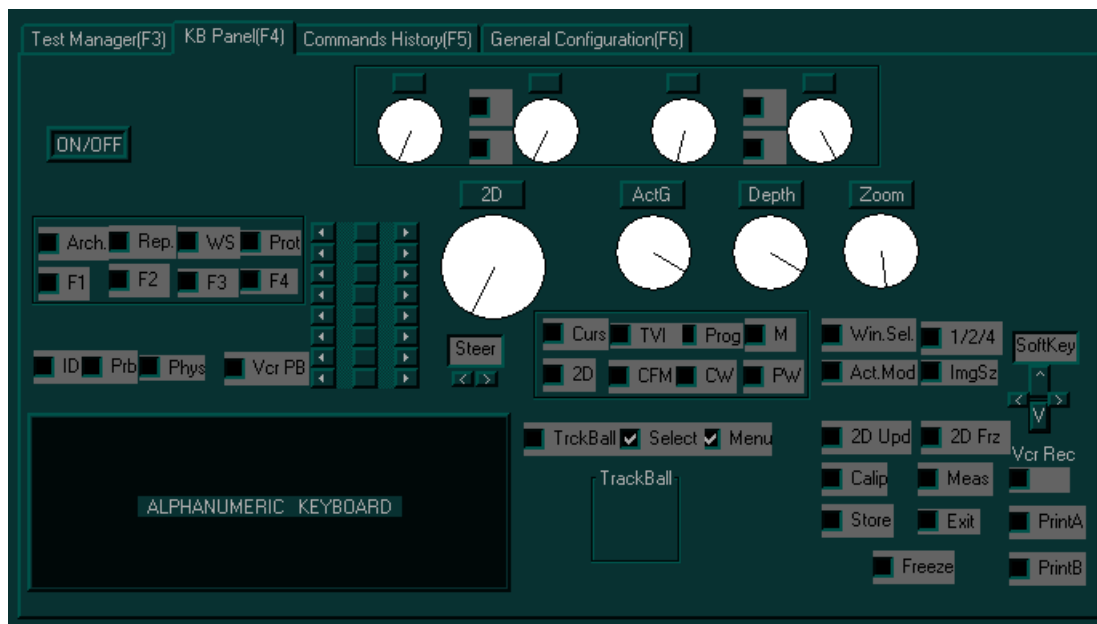 Test Manager(F3) KB Panel(F4) Commands History(F5) General Configuration(F6)
ON/OFF
2D ActG Depth Zoom
Arch. Rep. WS Prot
F1 F2 F3 F4
Curs TVI Prog M
2D CFM CW PW
Win.Sel. 1/2/4
Act.Mod ImgSz
SoftKey
^
< >
V
Steer
< >
ID Prb Phys Vcr PB
TrckBall Select Menu
TrackBall
2D Upd 2D Frz
Vcr Rec
Calip Meas
Store Exit PrintA
Freeze PrintB
ALPHANUMERIC KEYBOARD